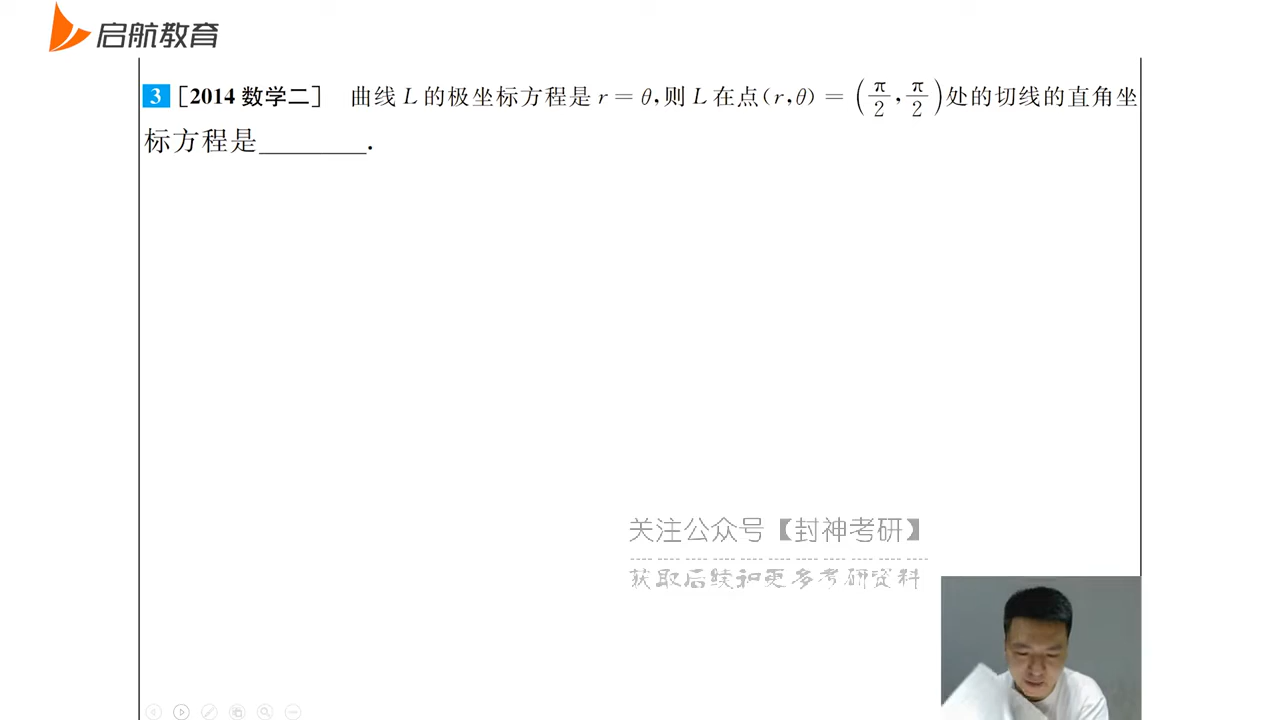 启航教育
3 [2014 数学二] 曲线 L 的极坐标方程是 r = θ,则 L 在点(r,θ) = (π/2,π/2)处的切线的直角坐
标方程是________.
关注公众号【封神考研】
获取后续和更多考研资料